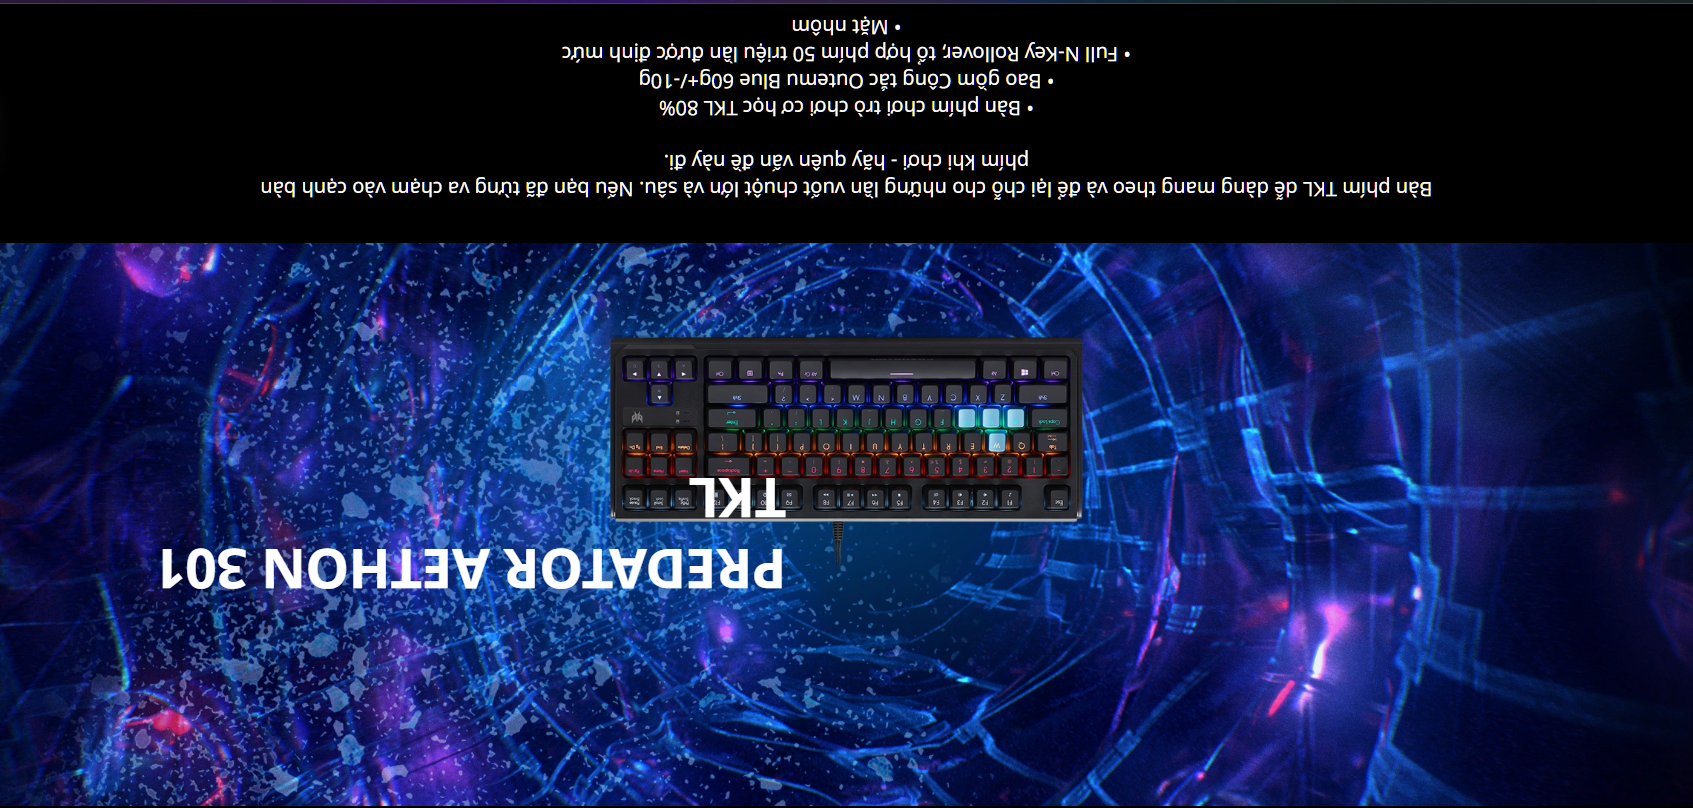 PREDATOR AETHON 301
TKL
Bàn phím TKL dễ dàng mang theo và để lại chỗ cho những lần vuốt chuột lớn và sâu. Nếu bạn đã từng va chạm vào cạnh bàn
phím khi chơi - hãy quên vấn đề này đi.
• Bàn phím chơi trò chơi cơ học TKL 80%
• Bao gồm Công tắc Outemu Blue 60g+/-10g
• Full N-Key Rollover, tổ hợp phím 50 triệu lần được định mức
• Mặt nhôm